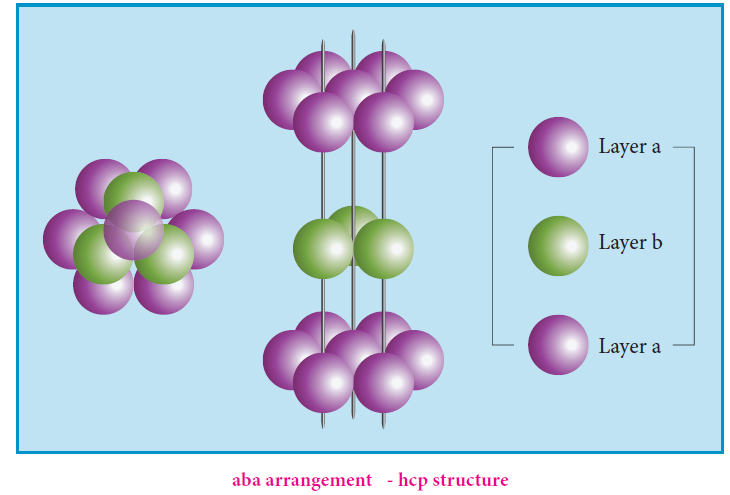 Layer a
Layer b
Layer a
aba arrangement - hcp structure